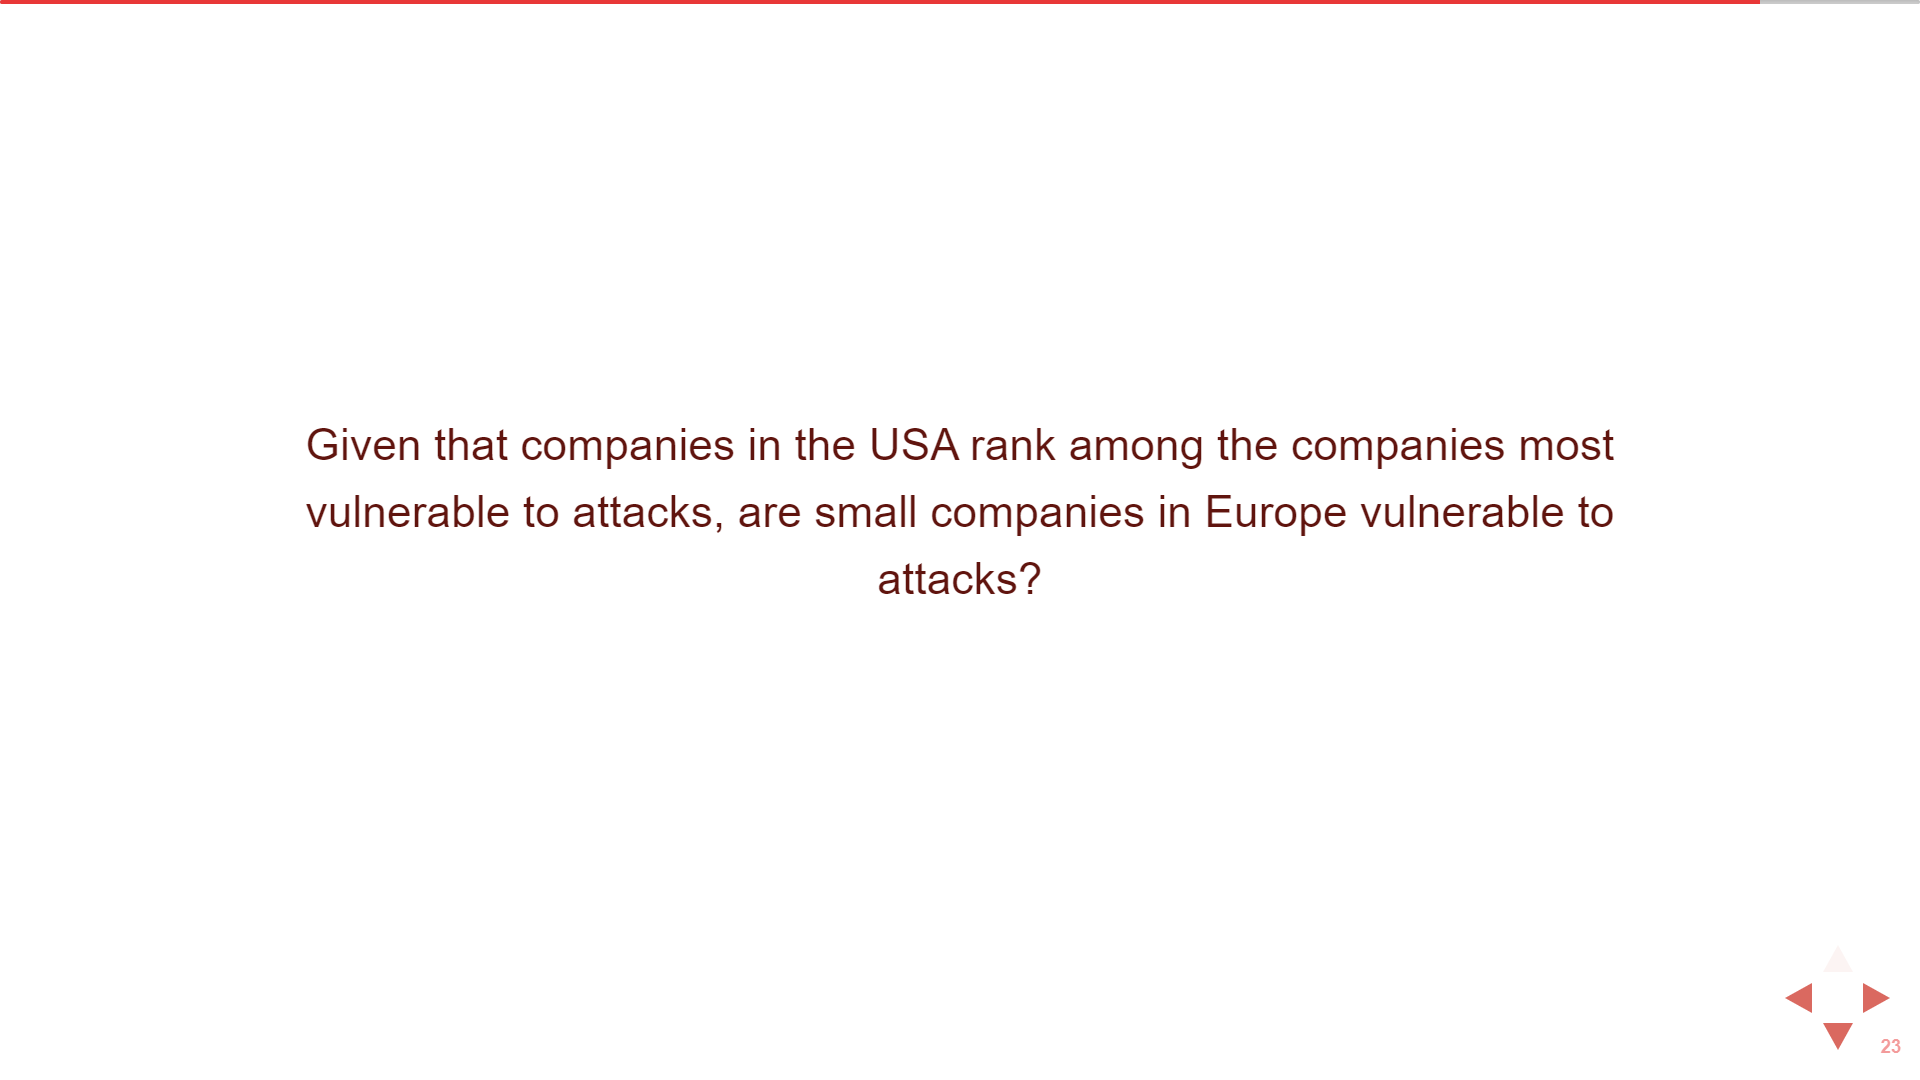 Given that companies in the USA rank among the companies most
vulnerable to attacks, are small companies in Europe vulnerable to
attacks?
23